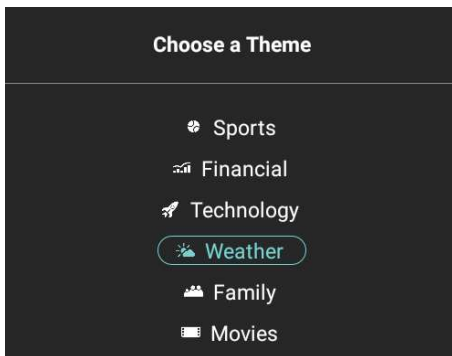 Choose a Theme
Sports
Financial
Technology
Weather
Family
Movies